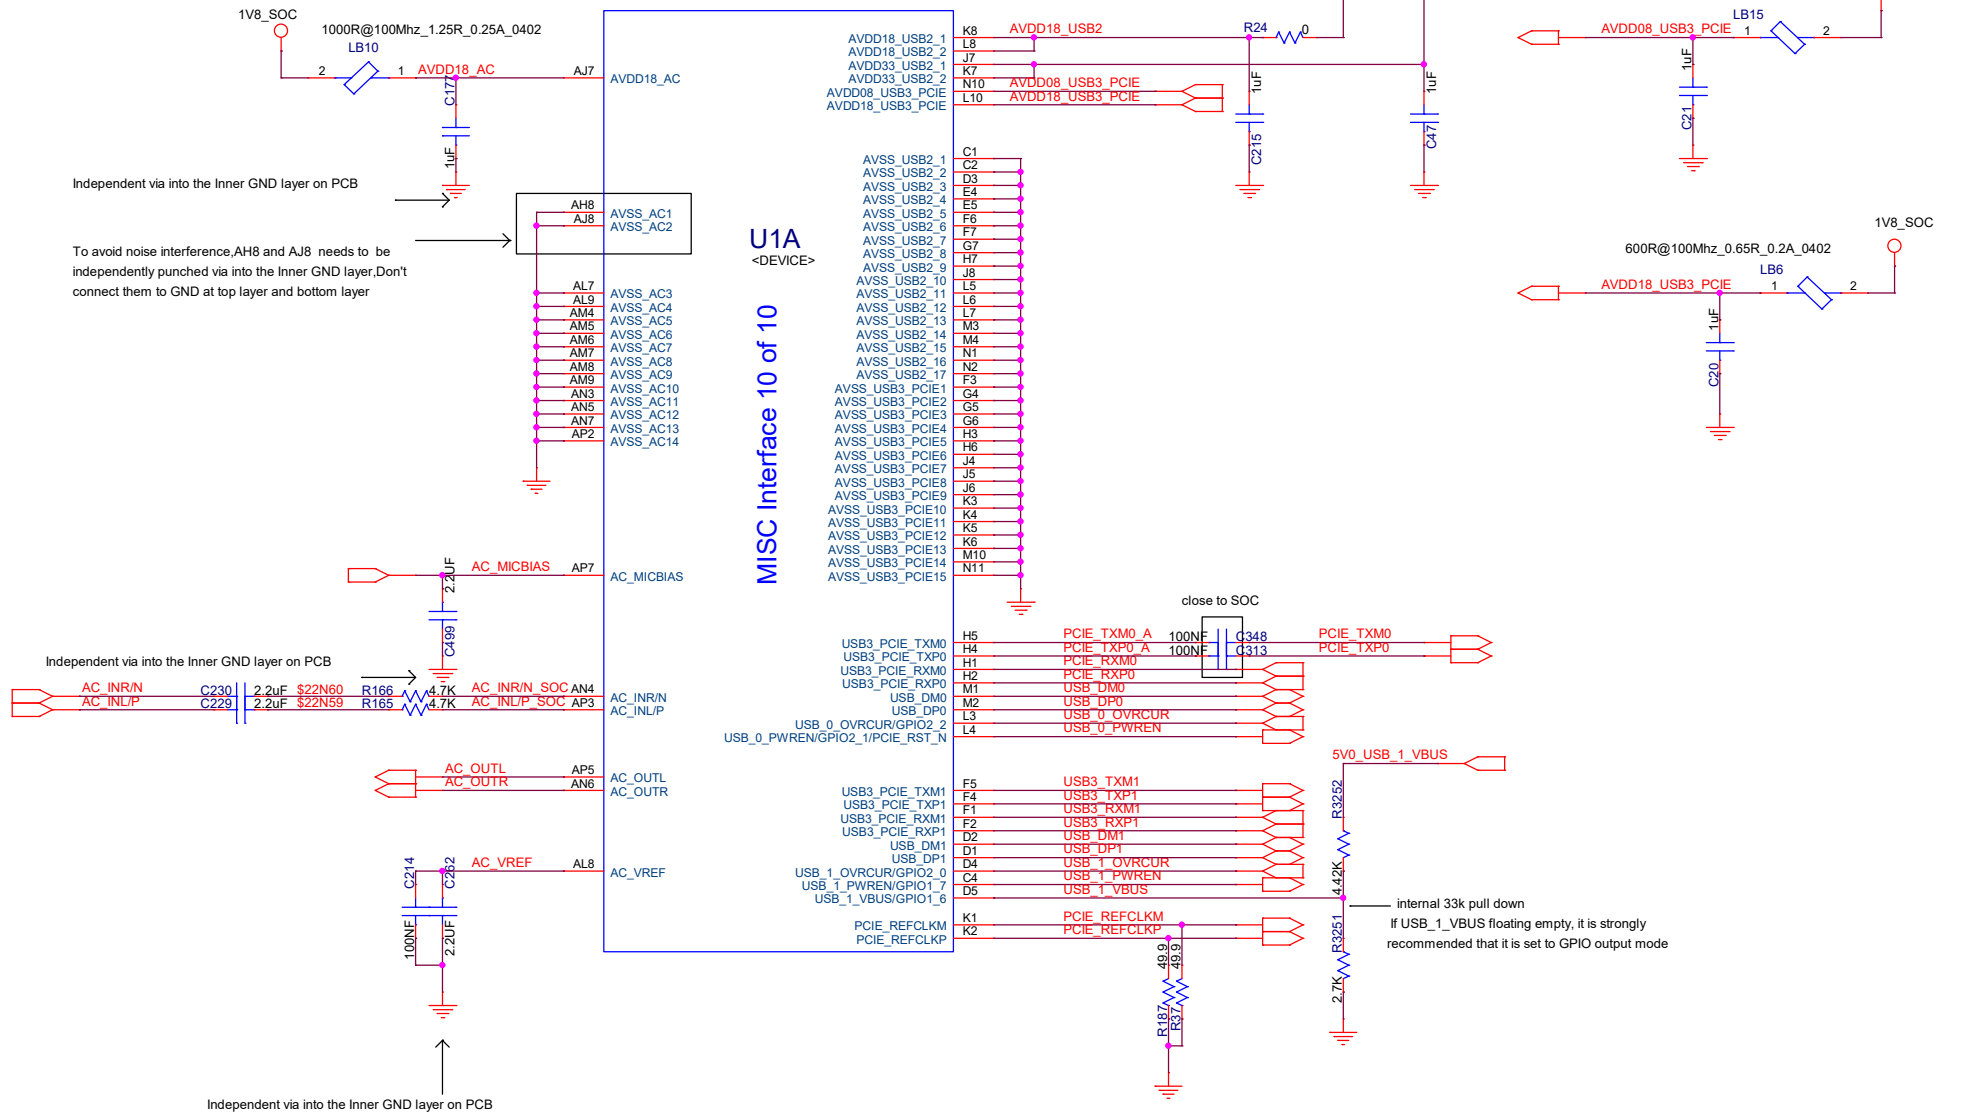 1V8_SOC
1000R@100Mhz_1.25R_0.25A_0402
LB10
2
1
AVDD18_AC
AJ7
AVDD18_AC
C177
1uF
Independent via into the Inner GND layer on PCB
To avoid noise interference,AH8 and AJ8 needs to be
independently punched via into the Inner GND layer,Don't
connect them to GND at top layer and bottom layer
AH8 AVSS_AC1
AJ8 AVSS_AC2
AL7 AVSS_AC3
AL9 AVSS_AC4
AM4 AVSS_AC5
AM5 AVSS_AC6
AM6 AVSS_AC7
AM7 AVSS_AC8
AM8 AVSS_AC9
AM9 AVSS_AC10
AN3 AVSS_AC11
AN5 AVSS_AC12
AN7 AVSS_AC13
AP2 AVSS_AC14
AC_MICBIAS AP7 AC_MICBIAS
2.2UF
C499
Independent via into the Inner GND layer on PCB
AC_INR/N C230 2.2uF $22N60 R166 4.7K AC_INR/N_SOC AN4 AC_INR/N
AC_INL/P C229 2.2uF $22N59 R165 4.7K AC_INL/P_SOC AP3 AC_INL/P
AC_OUTL AP5 AC_OUTL
AC_OUTR AN6 AC_OUTR
AC_VREF AL8 AC_VREF
C214 C262
100NF 2.2UF
Independent via into the Inner GND layer on PCB
U1A
<DEVICE>
MISC Interface 10 of 10
AVDD18_USB2_1 K8 AVDD18_USB2
AVDD18_USB2_2 L8
AVDD33_USB2_1 J7
AVDD33_USB2_2 K7
AVDD08_USB3_PCIE N10 AVDD08_USB3_PCIE
AVDD18_USB3_PCIE L10 AVDD18_USB3_PCIE
R24 0
1uF
C215
1uF
C47
AVSS_USB2_1 C1
AVSS_USB2_2 C2
AVSS_USB2_3 D3
AVSS_USB2_4 E4
AVSS_USB2_5 E5
AVSS_USB2_6 F6
AVSS_USB2_7 F7
AVSS_USB2_8 G7
AVSS_USB2_9 H7
AVSS_USB2_10 J8
AVSS_USB2_11 L5
AVSS_USB2_12 L6
AVSS_USB2_13 L7
AVSS_USB2_14 M3
AVSS_USB2_15 M4
AVSS_USB2_16 N1
AVSS_USB2_17 N2
AVSS_USB3_PCIE1 F3
AVSS_USB3_PCIE2 G4
AVSS_USB3_PCIE3 G5
AVSS_USB3_PCIE4 G6
AVSS_USB3_PCIE5 H3
AVSS_USB3_PCIE6 H6
AVSS_USB3_PCIE7 J4
AVSS_USB3_PCIE8 J5
AVSS_USB3_PCIE9 J6
AVSS_USB3_PCIE10 K3
AVSS_USB3_PCIE11 K4
AVSS_USB3_PCIE12 K5
AVSS_USB3_PCIE13 K6
AVSS_USB3_PCIE14 M10
AVSS_USB3_PCIE15 N11
close to SOC
USB3_PCIE_TXM0 H5 PCIE_TXM0_A 100NF C348 PCIE_TXM0
USB3_PCIE_TXP0 H4 PCIE_TXP0_A 100NF C313 PCIE_TXP0
USB3_PCIE_RXM0 H1 PCIE_RXM0
USB3_PCIE_RXP0 H2 PCIE_RXP0
USB_DM0 M1 USB_DM0
USB_DP0 M2 USB_DP0
USB_0_OVRCUR/GPIO2_2 L3 USB_0_OVRCUR
USB_0_PWREN/GPIO2_1/PCIE_RST_N L4 USB_0_PWREN
USB3_PCIE_TXM1 F5 USB3_TXM1
USB3_PCIE_TXP1 F4 USB3_TXP1
USB3_PCIE_RXM1 F1 USB3_RXM1
USB3_PCIE_RXP1 F2 USB3_RXP1
USB_DM1 D2 USB_DM1
USB_DP1 D1 USB_DP1
USB_1_OVRCUR/GPIO2_0 D4 USB_1_OVRCUR
USB_1_PWREN/GPIO1_7 C4 USB_1_PWREN
USB_1_VBUS/GPIO1_6 D5 USB_1_VBUS
PCIE_REFCLKM K1 PCIE_REFCLKM
PCIE_REFCLKP K2 PCIE_REFCLKP
49.9 49.9
R187 R37
5V0_USB_1_VBUS
R3252
4.42K
R3251
2.7K
internal 33k pull down
If USB_1_VBUS floating empty, it is strongly
recommended that it is set to GPIO output mode
LB15
AVDD08_USB3_PCIE 1 2
1uF
C21
1V8_SOC
600R@100Mhz_0.65R_0.2A_0402
LB6
AVDD18_USB3_PCIE 1 2
1uF
C20